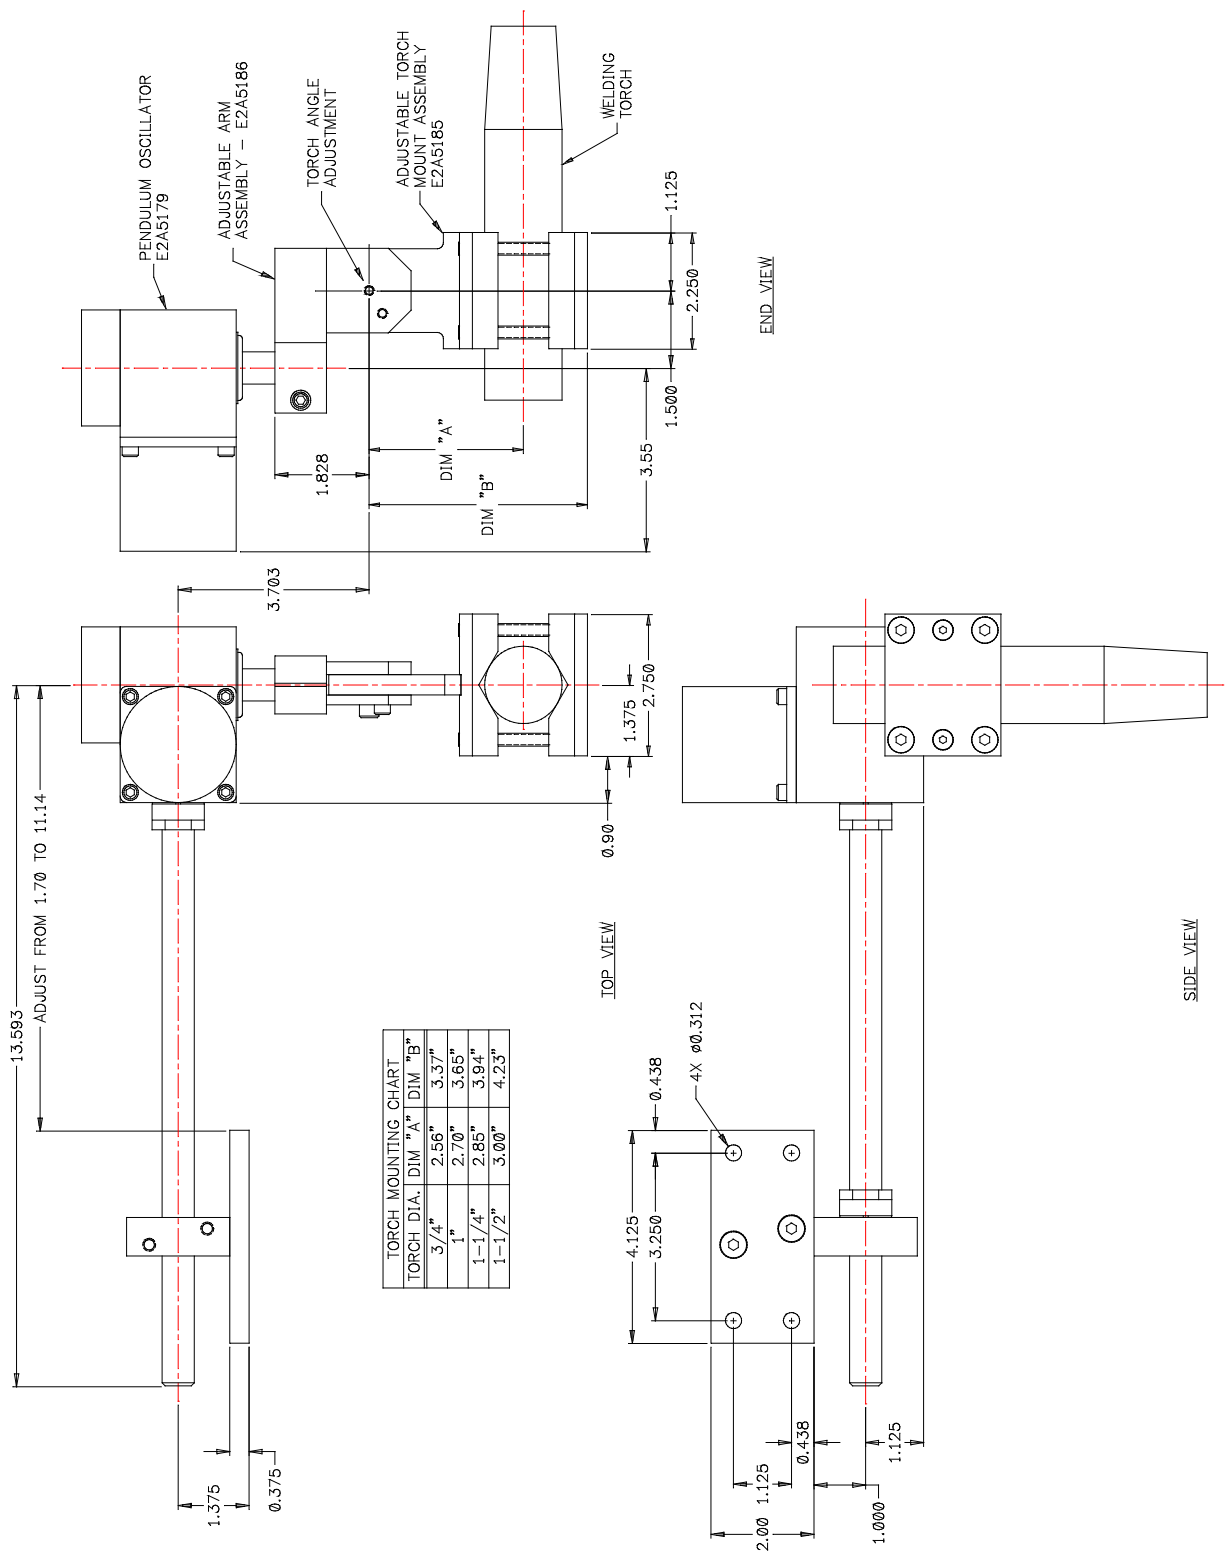 13.593
ADJUST FROM 1.70 TO 11.14
1.375
0.375
3.703
0.90
1.375
2.750
TOP VIEW
PENDULUM OSCILLATOR
E2A5179
ADJUSTABLE ARM
ASSEMBLY - E2A5186
TORCH ANGLE
ADJUSTMENT
ADJUSTABLE TORCH
MOUNT ASSEMBLY
E2A5185
WELDING
TORCH
1.828
DIM "A"
DIM "B"
3.55
1.500
2.250
1.125
END VIEW
TORCH MOUNTING CHART
TORCH DIA. DIM "A" DIM "B"
3/4" 2.56" 3.37"
1" 2.70" 3.65"
1-1/4" 2.85" 3.94"
1-1/2" 3.00" 4.23"
4.125
3.250
0.438
4X ø0.312
2.00
1.125
0.438
1.000
1.125
SIDE VIEW